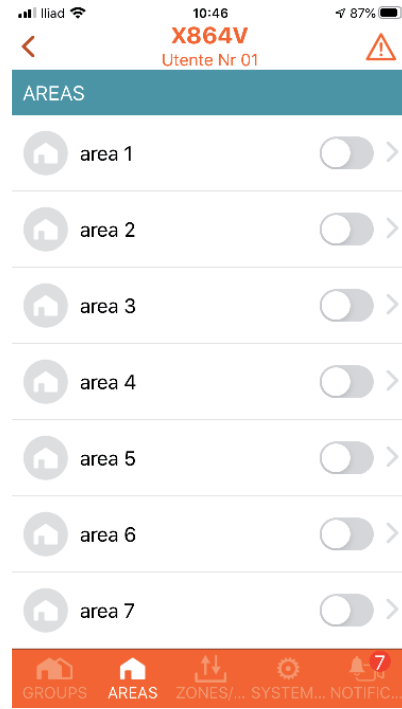 Iliad 10:46 87%
X864V
Utente Nr 01
AREAS
area 1
area 2
area 3
area 4
area 5
area 6
area 7
7
GROUPS AREAS ZONES/... SYSTEM... NOTIFIC...